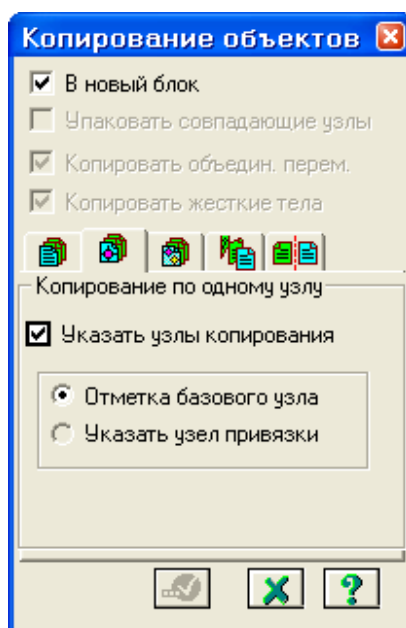 Копирование объектов
В новый блок
Упаковать совпадающие узлы
Копировать объедин. перем.
Копировать жесткие тела
Копирование по одному узлу
Указать узлы копирования
Отметка базового узла
Указать узел привязки